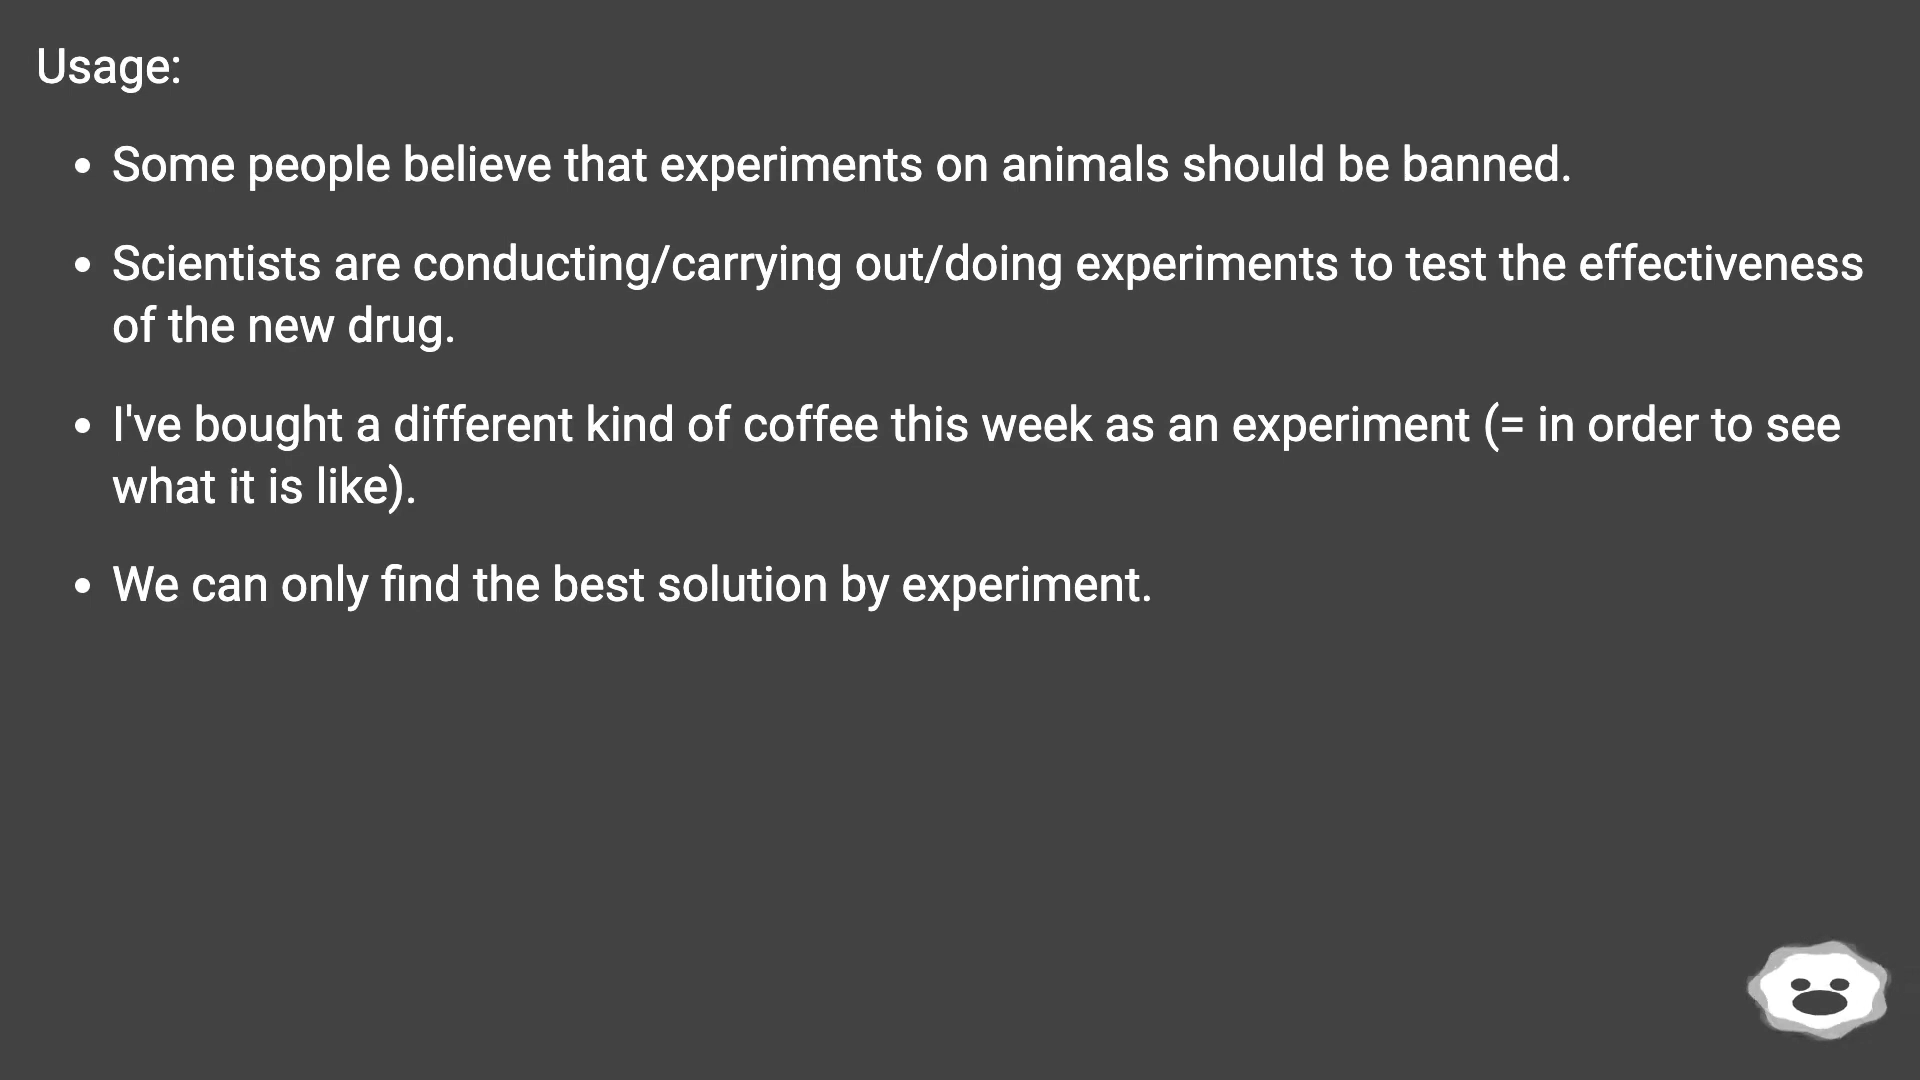 Usage:
• Some people believe that experiments on animals should be banned.
• Scientists are conducting/carrying out/doing experiments to test the effectiveness
of the new drug.
• I've bought a different kind of coffee this week as an experiment (= in order to see
what it is like).
• We can only find the best solution by experiment.